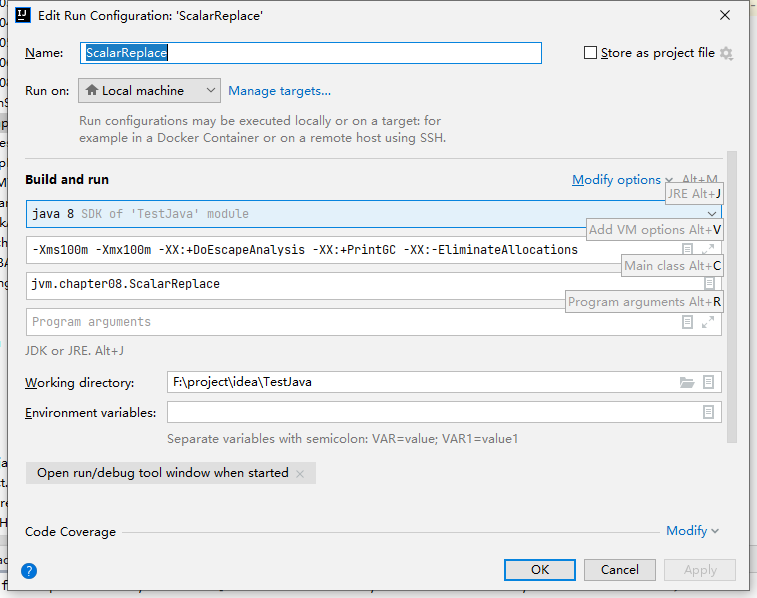 Edit Run Configuration: 'ScalarReplace'
Name: ScalarReplace Store as project file
Run on: Local machine Manage targets...
Run configurations may be executed locally or on a target: for
example in a Docker Container or on a remote host using SSH.
Build and run Modify options Alt+M
JRE Alt+J
java 8 SDK of 'TestJava' module
Add VM options Alt+V
-Xms100m -Xmx100m -XX:+DoEscapeAnalysis -XX:+PrintGC -XX:-EliminateAllocations
Main class Alt+C
jvm.chapter08.ScalarReplace
Program arguments Alt+R
Program arguments
JDK or JRE. Alt+J
Working directory: F:\project\idea\TestJava
Environment variables:
Separate variables with semicolon: VAR=value; VAR1=value1
Open run/debug tool window when started
Code Coverage Modify
? OK Cancel Apply